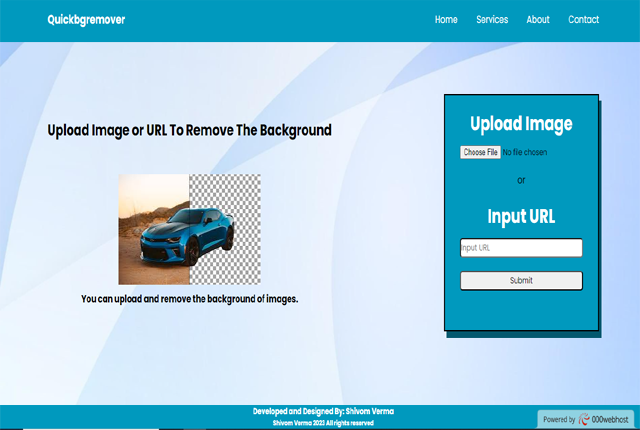 Quickbgremover
Home Services About Contact
Upload Image or URL To Remove The Background
You can upload and remove the background of images.
Upload Image
Choose File No file chosen
or
Input URL
Input URL
Submit
Developed and Designed By: Shivom Verma
Shivom Verma 2023 All rights reserved
Powered by 000webhost